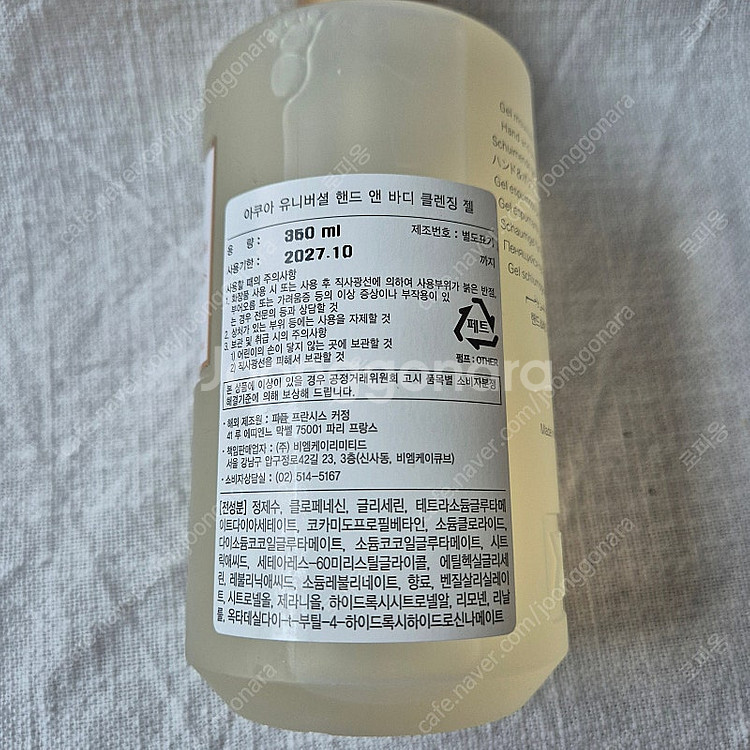 아쿠아 유니버셜 핸드 앤 바디 클렌징 젤
용 량 : 350 ml 제조번호 : 별도표기
사용기한 : 2027.10 까지
사용할 때의 주의사항
1. 화장품 사용 시 또는 사용 후 직사광선에 의하여 사용부위가 붉은 반점,
부어오름 또는 가려움증 등의 이상 증상이나 부작용이 있
는 경우 전문의 등과 상담할 것
2. 상처가 있는 부위 등에는 사용을 자제할 것
3. 보관 및 취급 시의 주의사항
1) 어린이의 손이 닿지 않는 곳에 보관할 것
2) 직사광선을 피해서 보관할 것
페트
펌프 : OTHER
본 상품에 이상이 있을 경우 공정거래위원회 고시 품목별 소비자분쟁
해결기준에 의해 보상해 드립니다.
· 해외 제조원 : 피퓸 프란시스 커정
41 루 에띠엔느 막쎌 75001 파리 프랑스
· 책임판매업자 : (주) 비엠케이리미티드
서울 강남구 압구정로42길 23, 3층(신사동, 비엠케이큐브)
· 소비자상담실 : (02) 514-5167
[전성분] 정제수, 클로페네신, 글리세린, 테트라소듐글루타메
이트다이아세테이트, 코카미도프로필베타인, 소듐클로라이드,
다이소듐코코일글루타메이트, 소듐코코일글루타메이트, 시트
릭애씨드, 세테아레스-60미리스틸글라이콜, 에틸헥실글리세
린, 레불리닉애씨드, 소듐레불리네이트, 향료, 벤질살리실레이
트, 시트로넬올, 제라니올, 하이드록시시트로넬알, 리모넨, 리날
룰, 옥타데실다이-t-부틸-4-하이드록시하이드로신나메이트
Gel
Hand
ハンド&
Gel
Gel
Joonggonara
cafe.naver.com/joonggonara